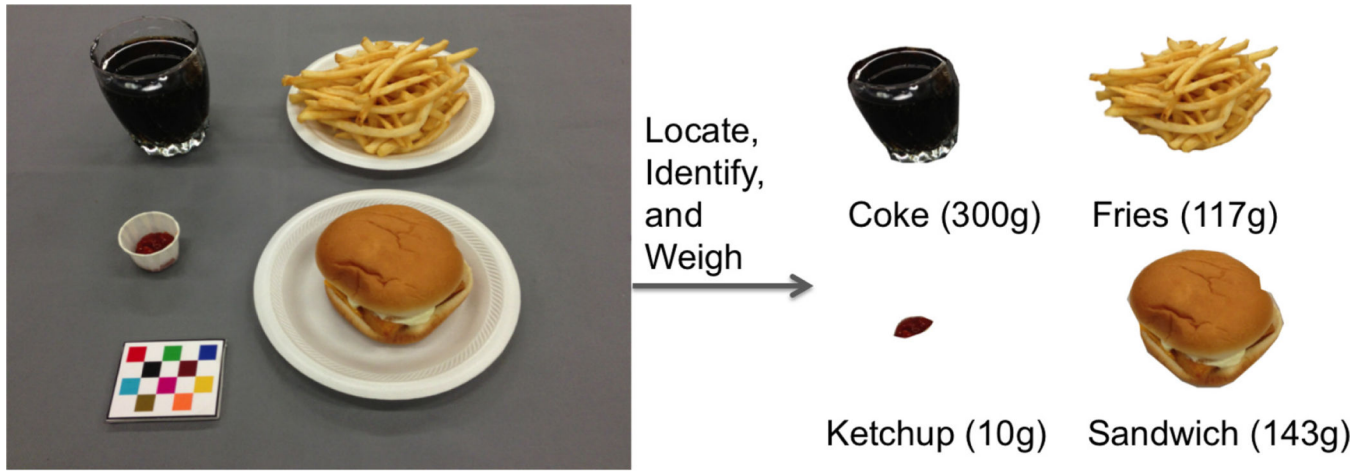 Locate,
Identify,
and
Weigh
Coke (300g)
Fries (117g)
Ketchup (10g)
Sandwich (143g)